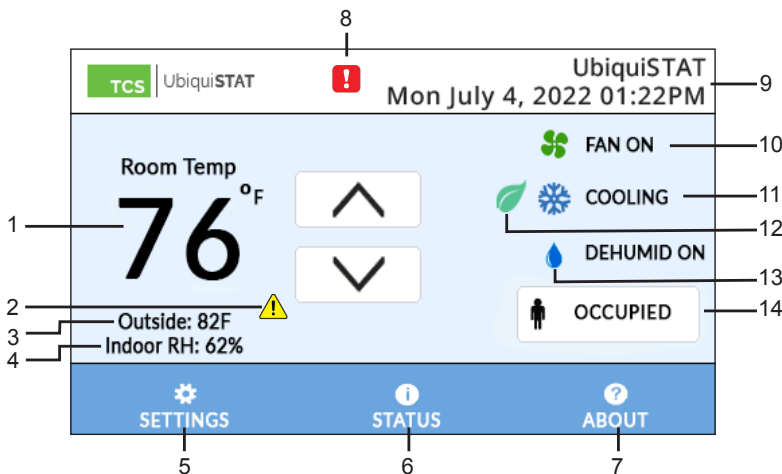 8
TCS UbiquiSTAT
UbiquiSTAT
Mon July 4, 2022 01:22PM
9
FAN ON
10
Room Temp
76°F
1
COOLING
11
12
DEHUMID ON
13
2
OCCUPIED
14
3
Outside: 82F
4
Indoor RH: 62%
SETTINGS
STATUS
ABOUT
5
6
7